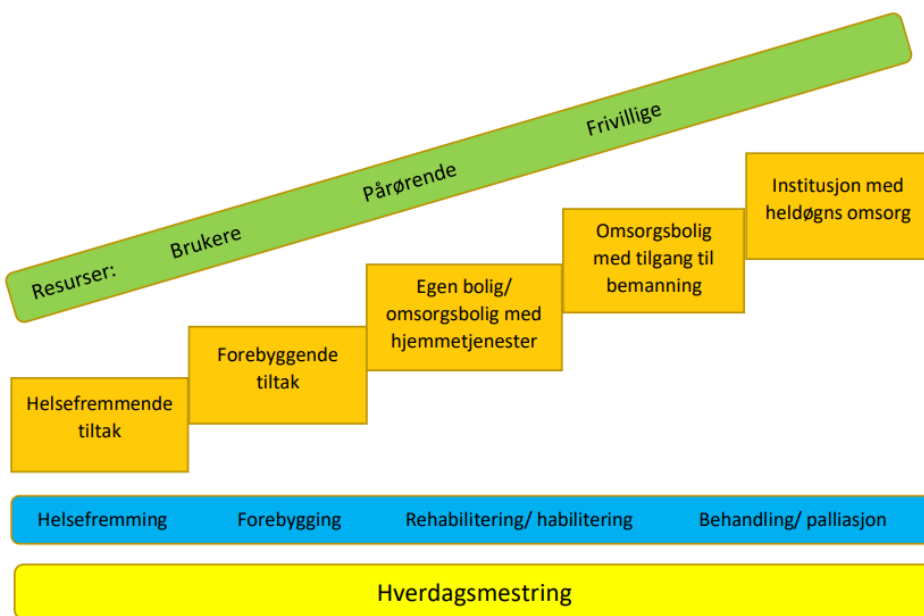 Resurser: Brukere Pårørende Frivillige
Institusjon med
heldøgns omsorg
Omsorgsbolig
med tilgang til
bemanning
Egen bolig/
omsorgsbolig med
hjemmetjenester
Forebyggende
tiltak
Helsefremmende
tiltak
Helsefremming Forebygging Rehabilitering/ habilitering Behandling/ palliasjon
Hverdagsmestring